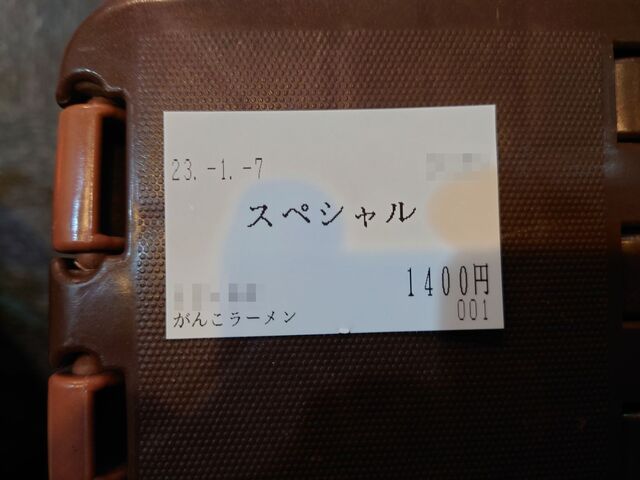 23.-1.-7
スペシャル
1400円
001
がんこラーメン